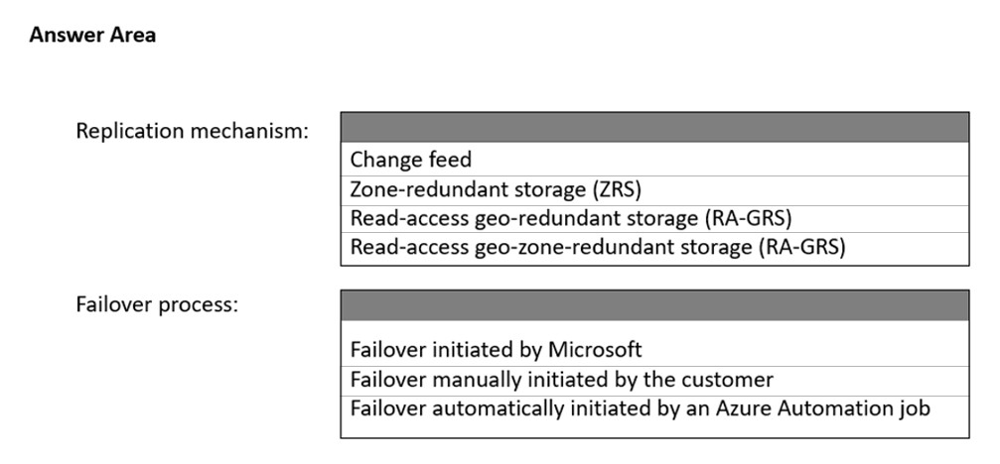 Answer Area
Replication mechanism:
Change feed
Zone-redundant storage (ZRS)
Read-access geo-redundant storage (RA-GRS)
Read-access geo-zone-redundant storage (RA-GRS)
Failover process:
Failover initiated by Microsoft
Failover manually initiated by the customer
Failover automatically initiated by an Azure Automation job